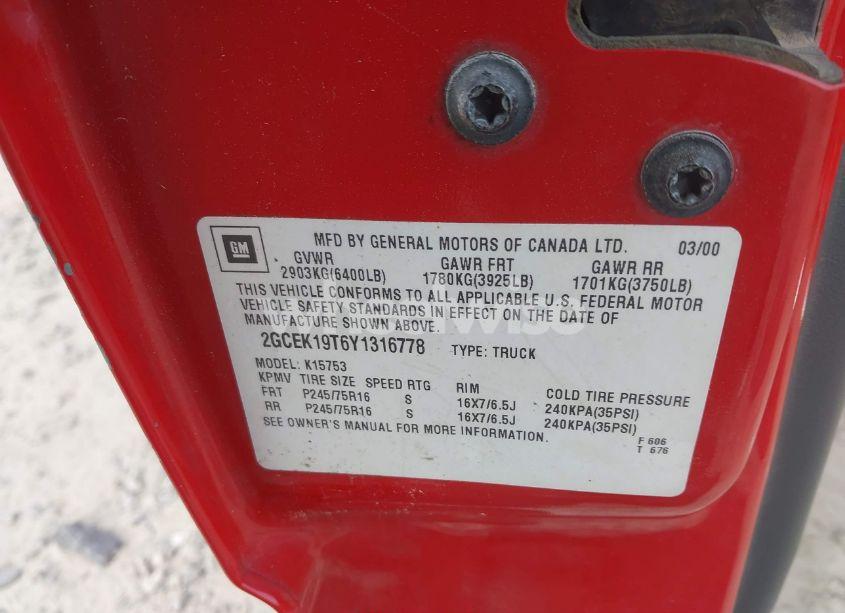 GM
MFD BY GENERAL MOTORS OF CANADA LTD. 03/00
GVWR GAWR FRT GAWR RR
2903KG(6400LB) 1780KG(3925LB) 1701KG(3750LB)
THIS VEHICLE CONFORMS TO ALL APPLICABLE U.S. FEDERAL MOTOR
VEHICLE SAFETY STANDARDS IN EFFECT ON THE DATE OF
MANUFACTURE SHOWN ABOVE.
2GCEK19T6Y1316778 TYPE: TRUCK
MODEL: K15753
KPMV TIRE SIZE SPEED RTG RIM COLD TIRE PRESSURE
FRT P245/75R16 S 16X7/6.5J 240KPA(35PSI)
RR P245/75R16 S 16X7/6.5J 240KPA(35PSI)
SEE OWNER'S MANUAL FOR MORE INFORMATION.
F 606
T 676